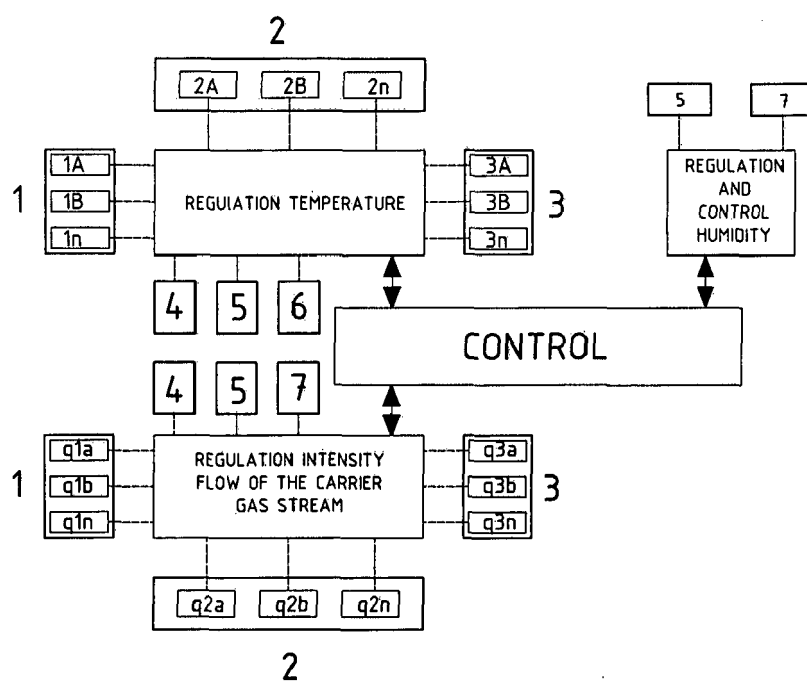 2
2A 2B 2n
5 7
1
1A
1B
1n
REGULATION TEMPERATURE
3A
3B
3n
3
REGULATION
AND
CONTROL
HUMIDITY
4 5 6
CONTROL
4 5 7
1
q1a
q1b
q1n
REGULATION INTENSITY
FLOW OF THE CARRIER
GAS STREAM
q3a
q3b
q3n
3
q2a q2b q2n
2